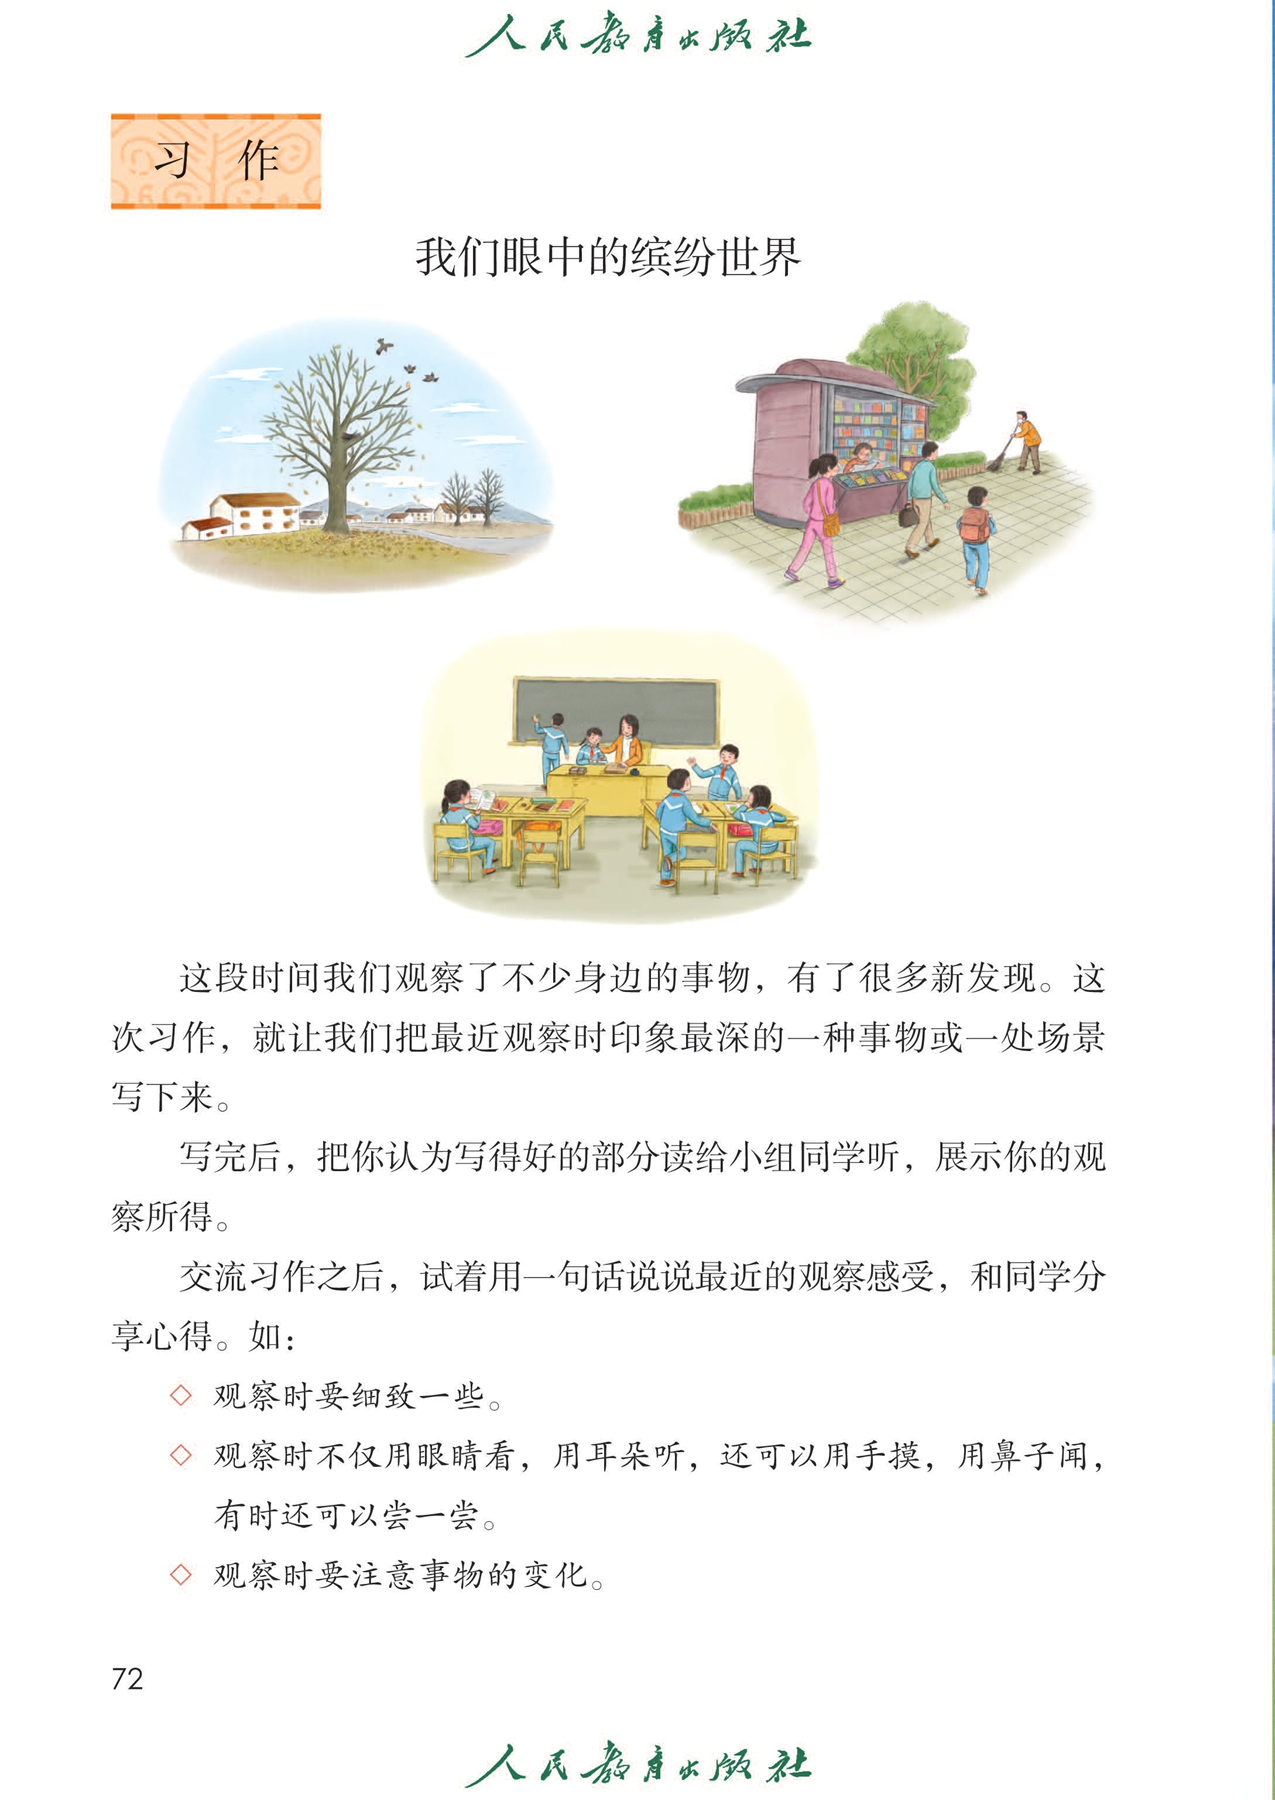 人民教育出版社
习 作
我们眼中的缤纷世界
这段时间我们观察了不少身边的事物，有了很多新发现。这
次习作，就让我们把最近观察时印象最深的一种事物或一处场景
写下来。
写完后，把你认为写得好的部分读给小组同学听，展示你的观
察所得。
交流习作之后，试着用一句话说说最近的观察感受，和同学分
享心得。如：
◇ 观察时要细致一些。
◇ 观察时不仅用眼睛看，用耳朵听，还可以用手摸，用鼻子闻，
有时还可以尝一尝。
◇ 观察时要注意事物的变化。
72
人民教育出版社